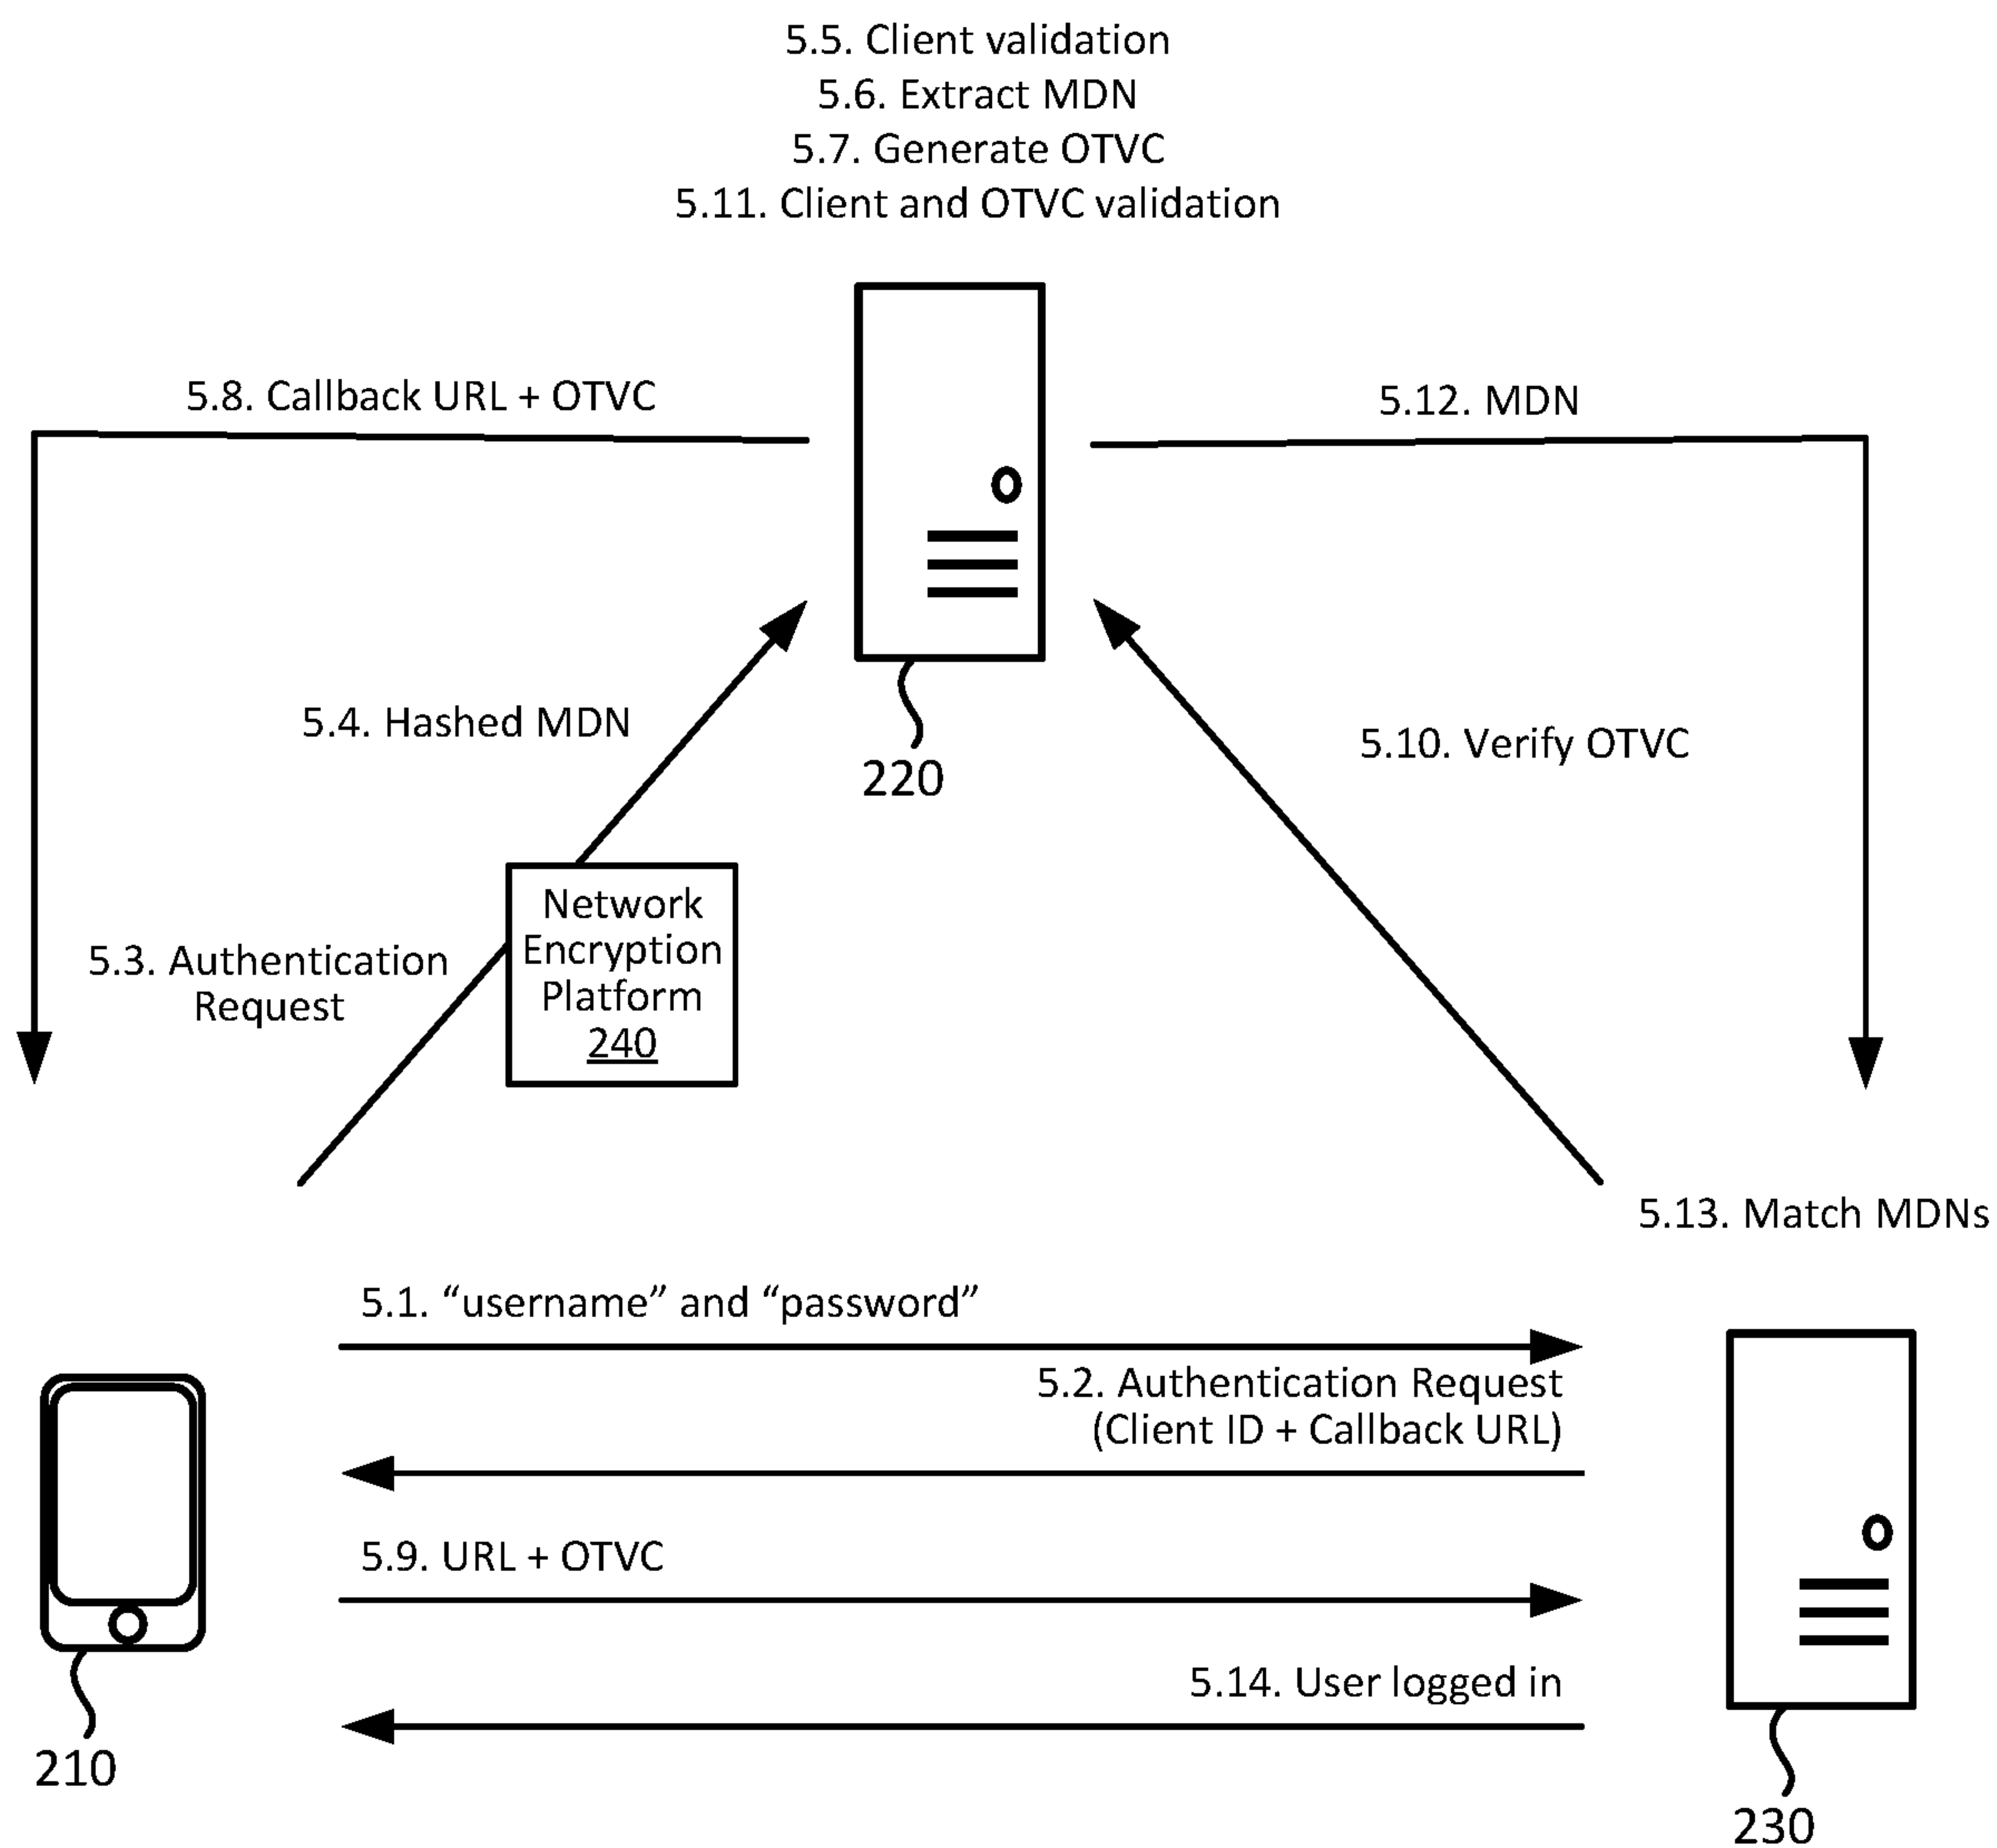 5.5. Client validation
5.6. Extract MDN
5.7. Generate OTVC
5.11. Client and OTVC validation
5.8. Callback URL + OTVC
5.12. MDN
5.4. Hashed MDN
5.10. Verify OTVC
220
Network
Encryption
Platform
240
5.3. Authentication
Request
5.13. Match MDNs
5.1. “username” and “password”
5.2. Authentication Request
(Client ID + Callback URL)
5.9. URL + OTVC
5.14. User logged in
210
230